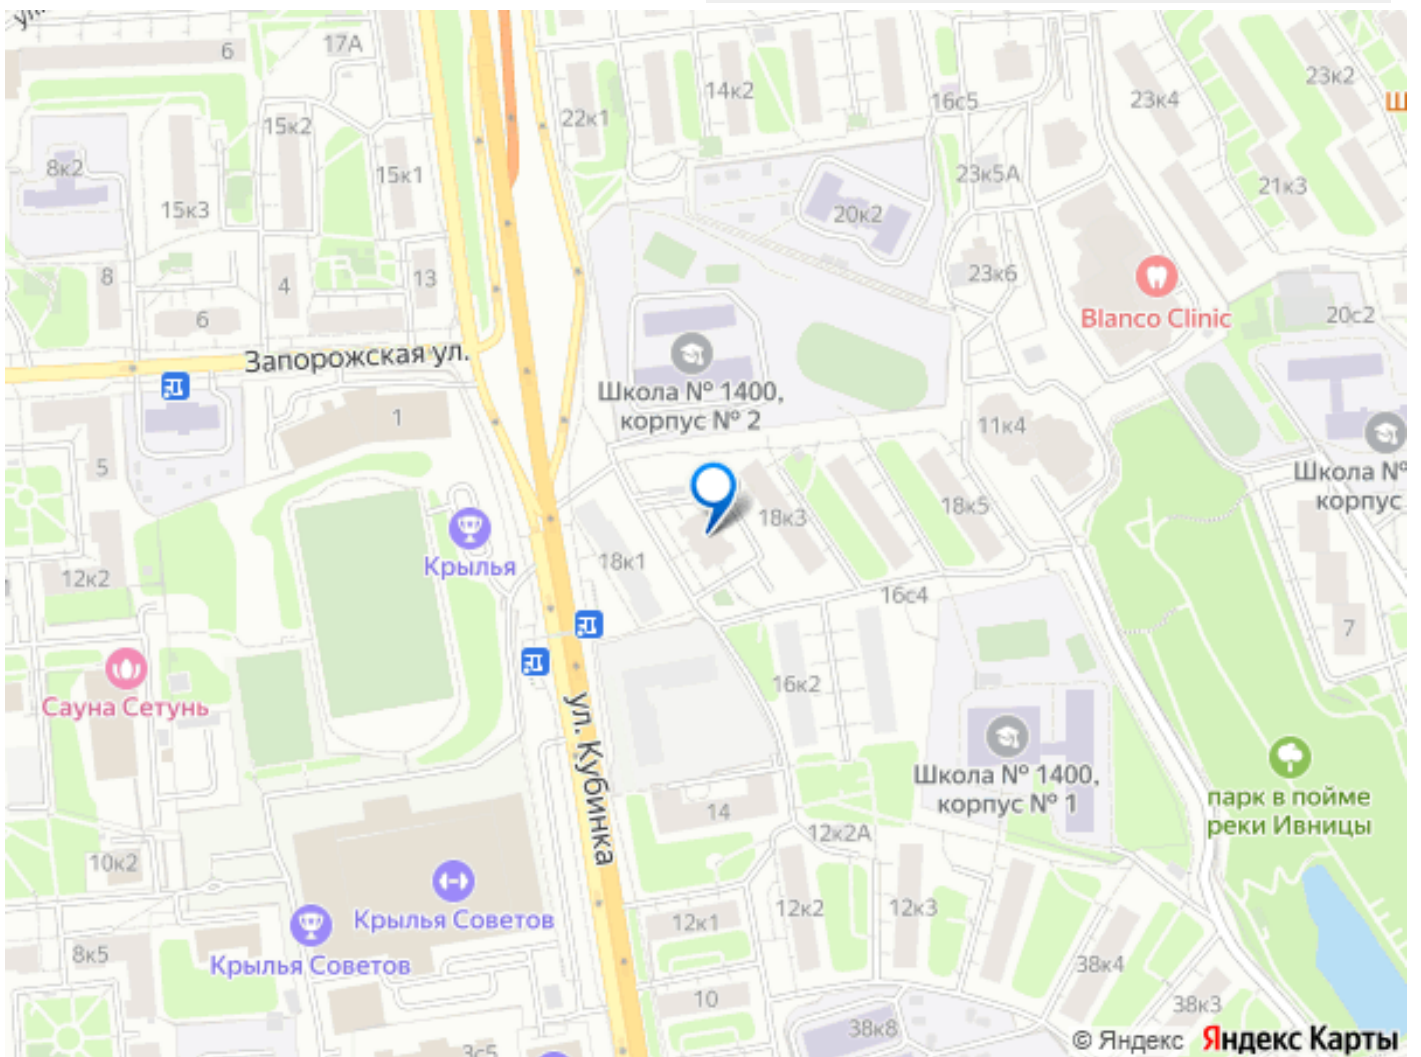 ул.
6
17А
14к2
16с5
23к4
23к2
Ш
22к1
15к2
8к2
15к1
23к5А
21к3
15к3
20к2
8
4
13
23к6
6
Blanco Clinic
20с2
Запорожская ул.
Школа № 1400,
корпус № 2
1
11к4
5
Школа №
корпус
18к3
18к5
Крылья
18к1
12к2
16с4
7
16к2
Сауна Сетунь
ул. Кубинка
Школа № 1400,
корпус № 1
парк в пойме
реки Ивницы
14
12к2А
10к2
Крылья Советов
12к1
12к2
12к3
8к5
Крылья Советов
38к4
10
38к3
38к8
3с5
© Яндекс Яндекс Карты